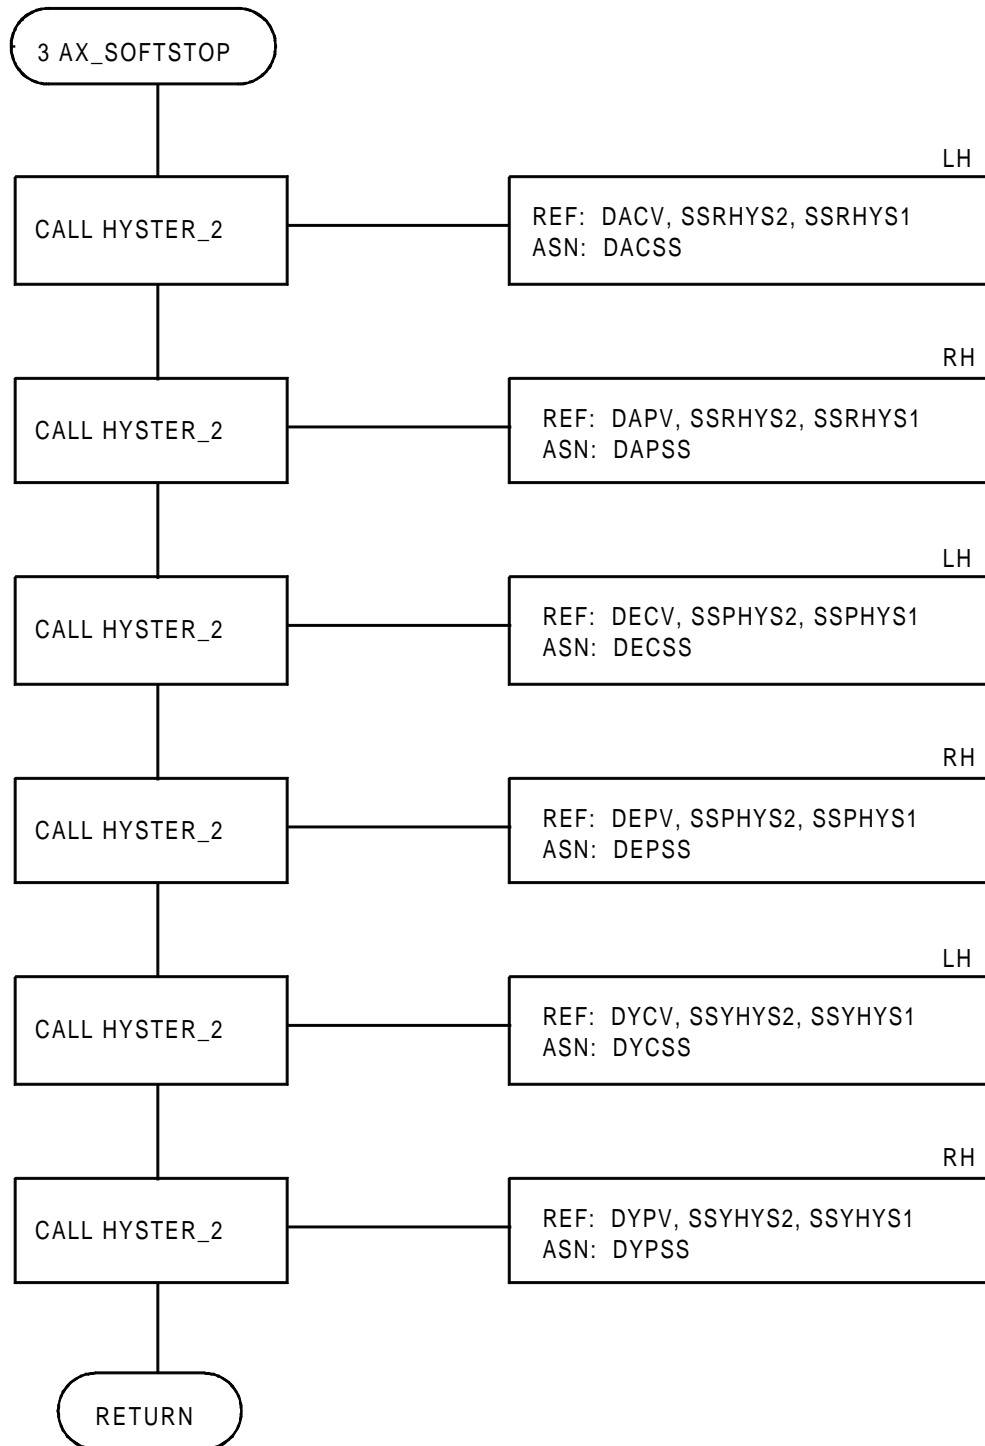 3 AX_SOFTSTOP
LH
CALL HYSTER_2
REF: DACV, SSRHYS2, SSRHYS1
ASN: DACSS
RH
CALL HYSTER_2
REF: DAPV, SSRHYS2, SSRHYS1
ASN: DAPSS
LH
CALL HYSTER_2
REF: DECV, SSPHYS2, SSPHYS1
ASN: DECSS
RH
CALL HYSTER_2
REF: DEPV, SSPHYS2, SSPHYS1
ASN: DEPSS
LH
CALL HYSTER_2
REF: DYCV, SSYHYS2, SSYHYS1
ASN: DYCSS
RH
CALL HYSTER_2
REF: DYPV, SSYHYS2, SSYHYS1
ASN: DYPSS
RETURN